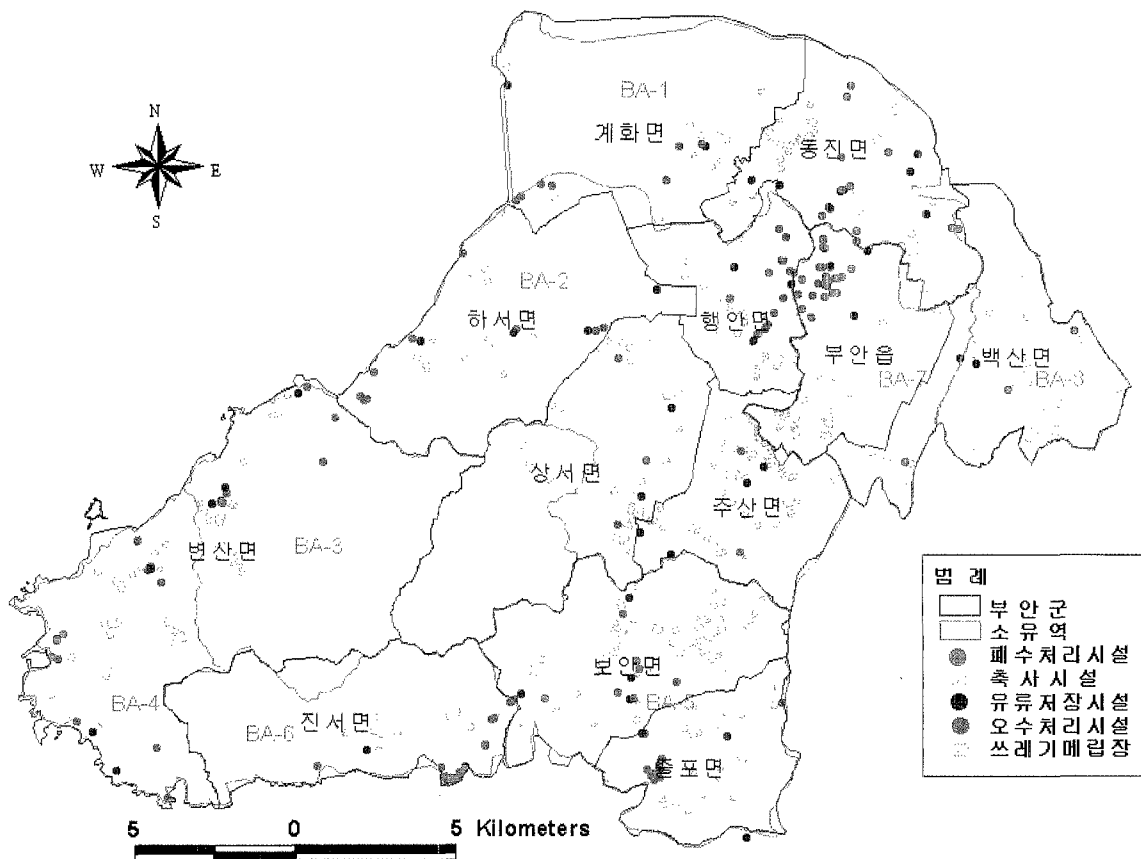 N
W E
S
BA-1
계화면
동진면
BA-2
하서면
행안면
부안읍
BA-7
백산면
BA-8
상서면
주산면
변산면
BA-3
보안면
BA-5
BA-4
진서면
BA-6
줄포면
5 0 5 Kilometers
범 례
부 안 군
소 유 역
폐수처리시설
축사시설
유류저장시설
오수처리시설
쓰레기매립장